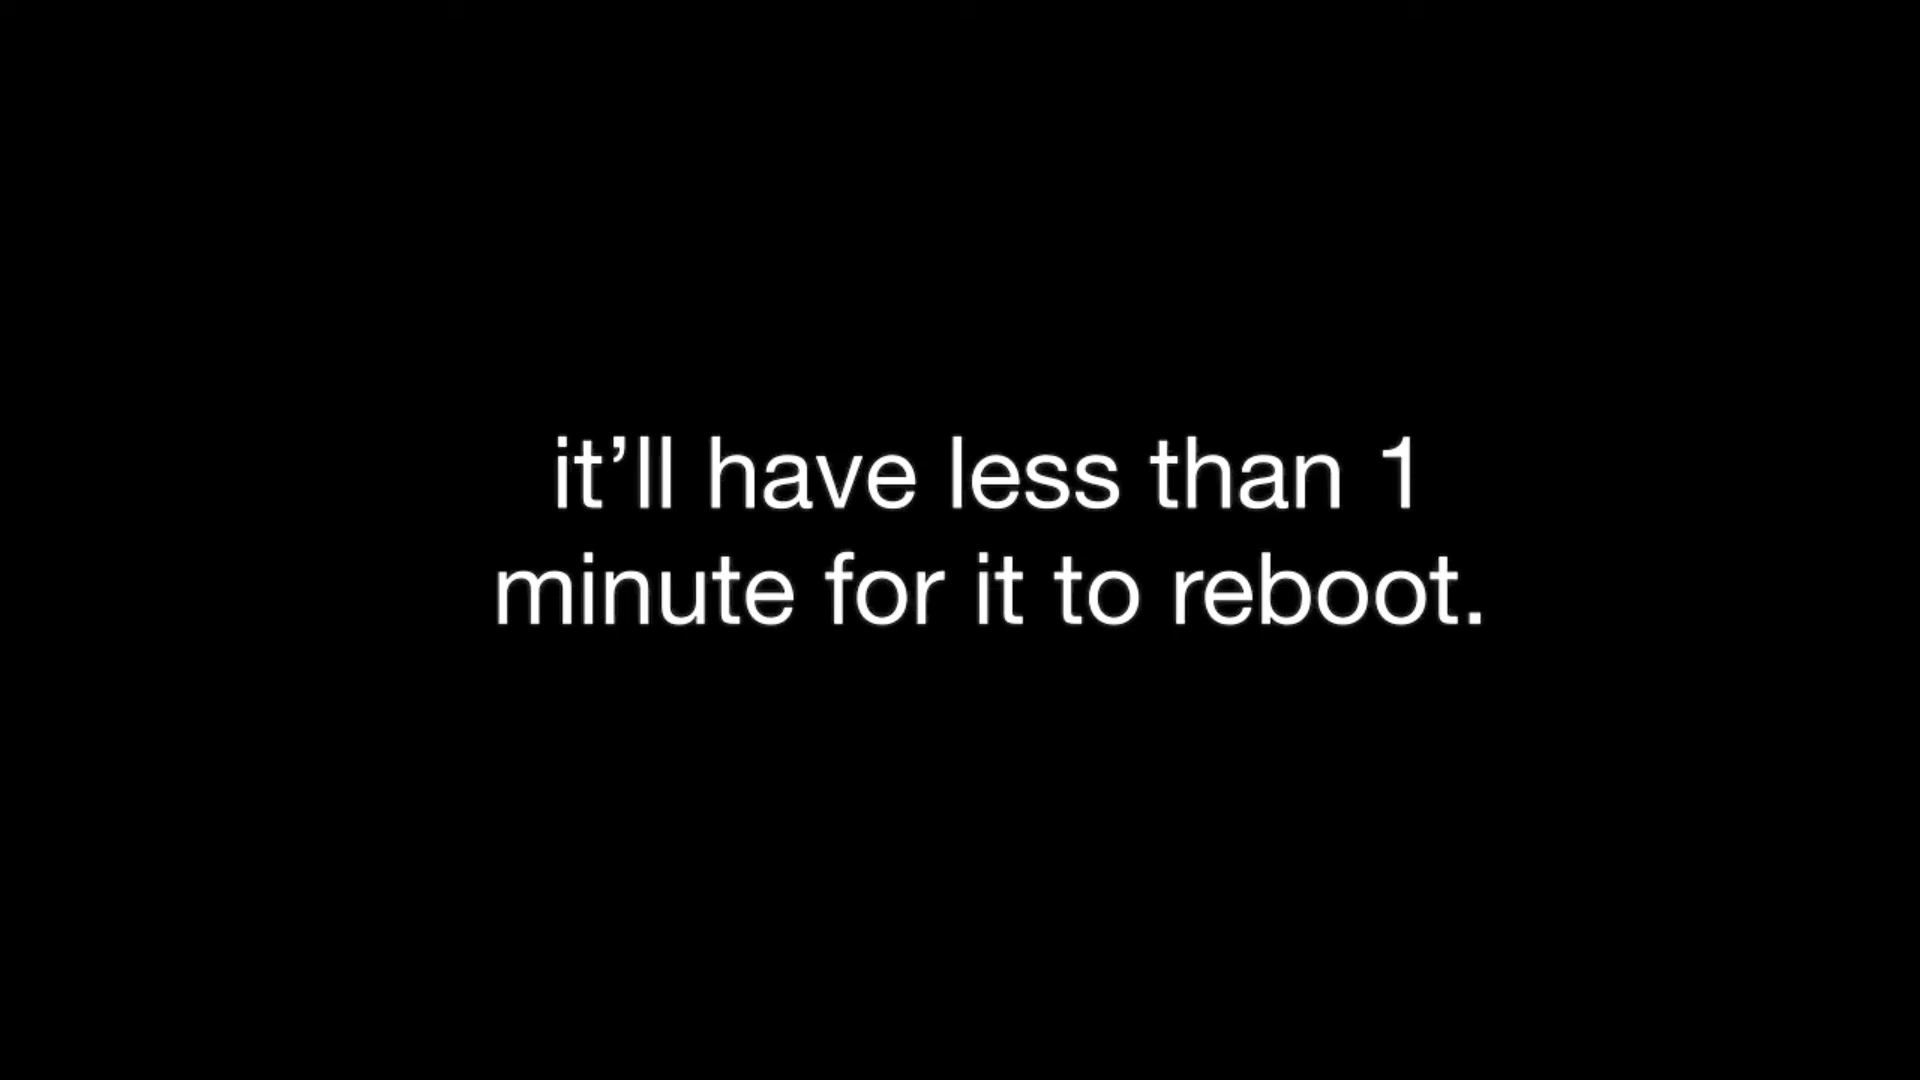 it’ll have less than 1
minute for it to reboot.